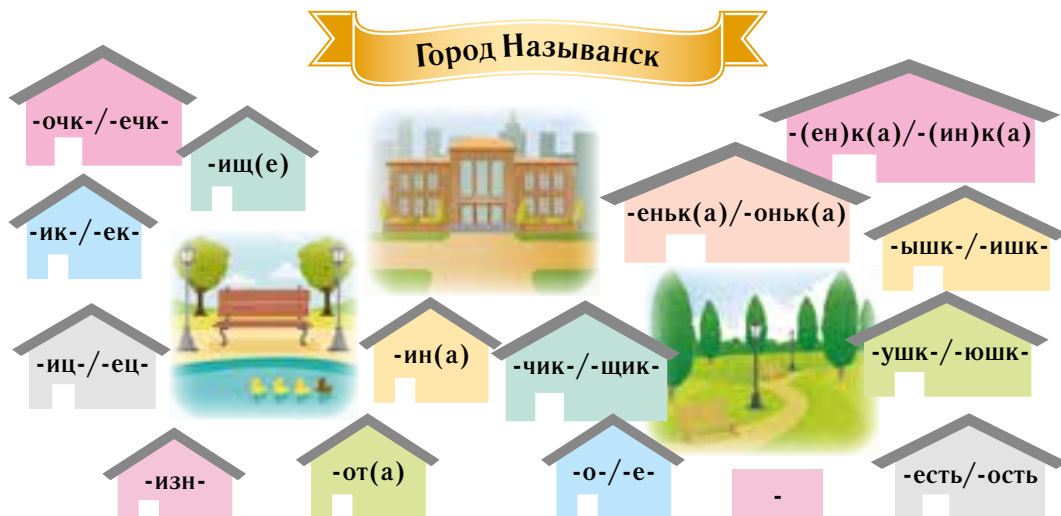 Город Называнск
-очк-/-ечк-
-ищ(е)
-(ен)к(а)/-(ин)к(а)
-еньк(а)/-оньк(а)
-ик-/-ек-
-ышк-/-ишк-
-иц-/-ец-
-ин(а)
-чик-/-щик-
-ушк-/-юшк-
-изн-
-от(а)
-о-/-е-
-
-есть/-ость